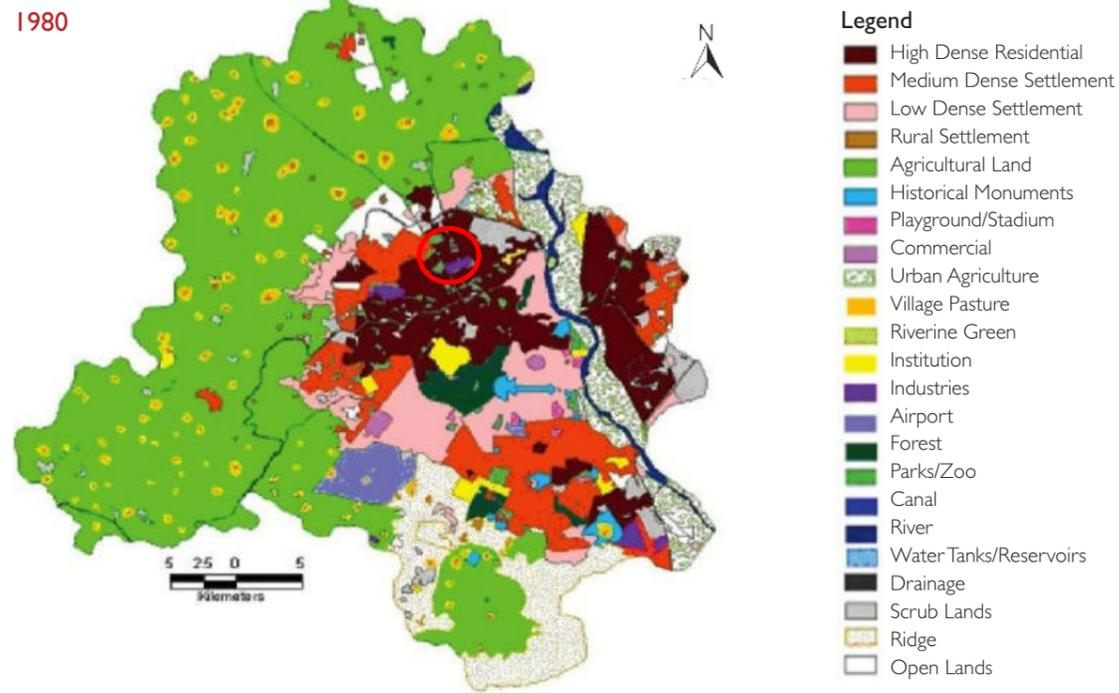 1980
N
Legend
High Dense Residential
Medium Dense Settlement
Low Dense Settlement
Rural Settlement
Agricultural Land
Historical Monuments
Playground/Stadium
Commercial
Urban Agriculture
Village Pasture
Riverine Green
Institution
Industries
Airport
Forest
Parks/Zoo
Canal
River
Water Tanks/Reservoirs
Drainage
Scrub Lands
Ridge
Open Lands
5 2.5 0 5
Kilometers